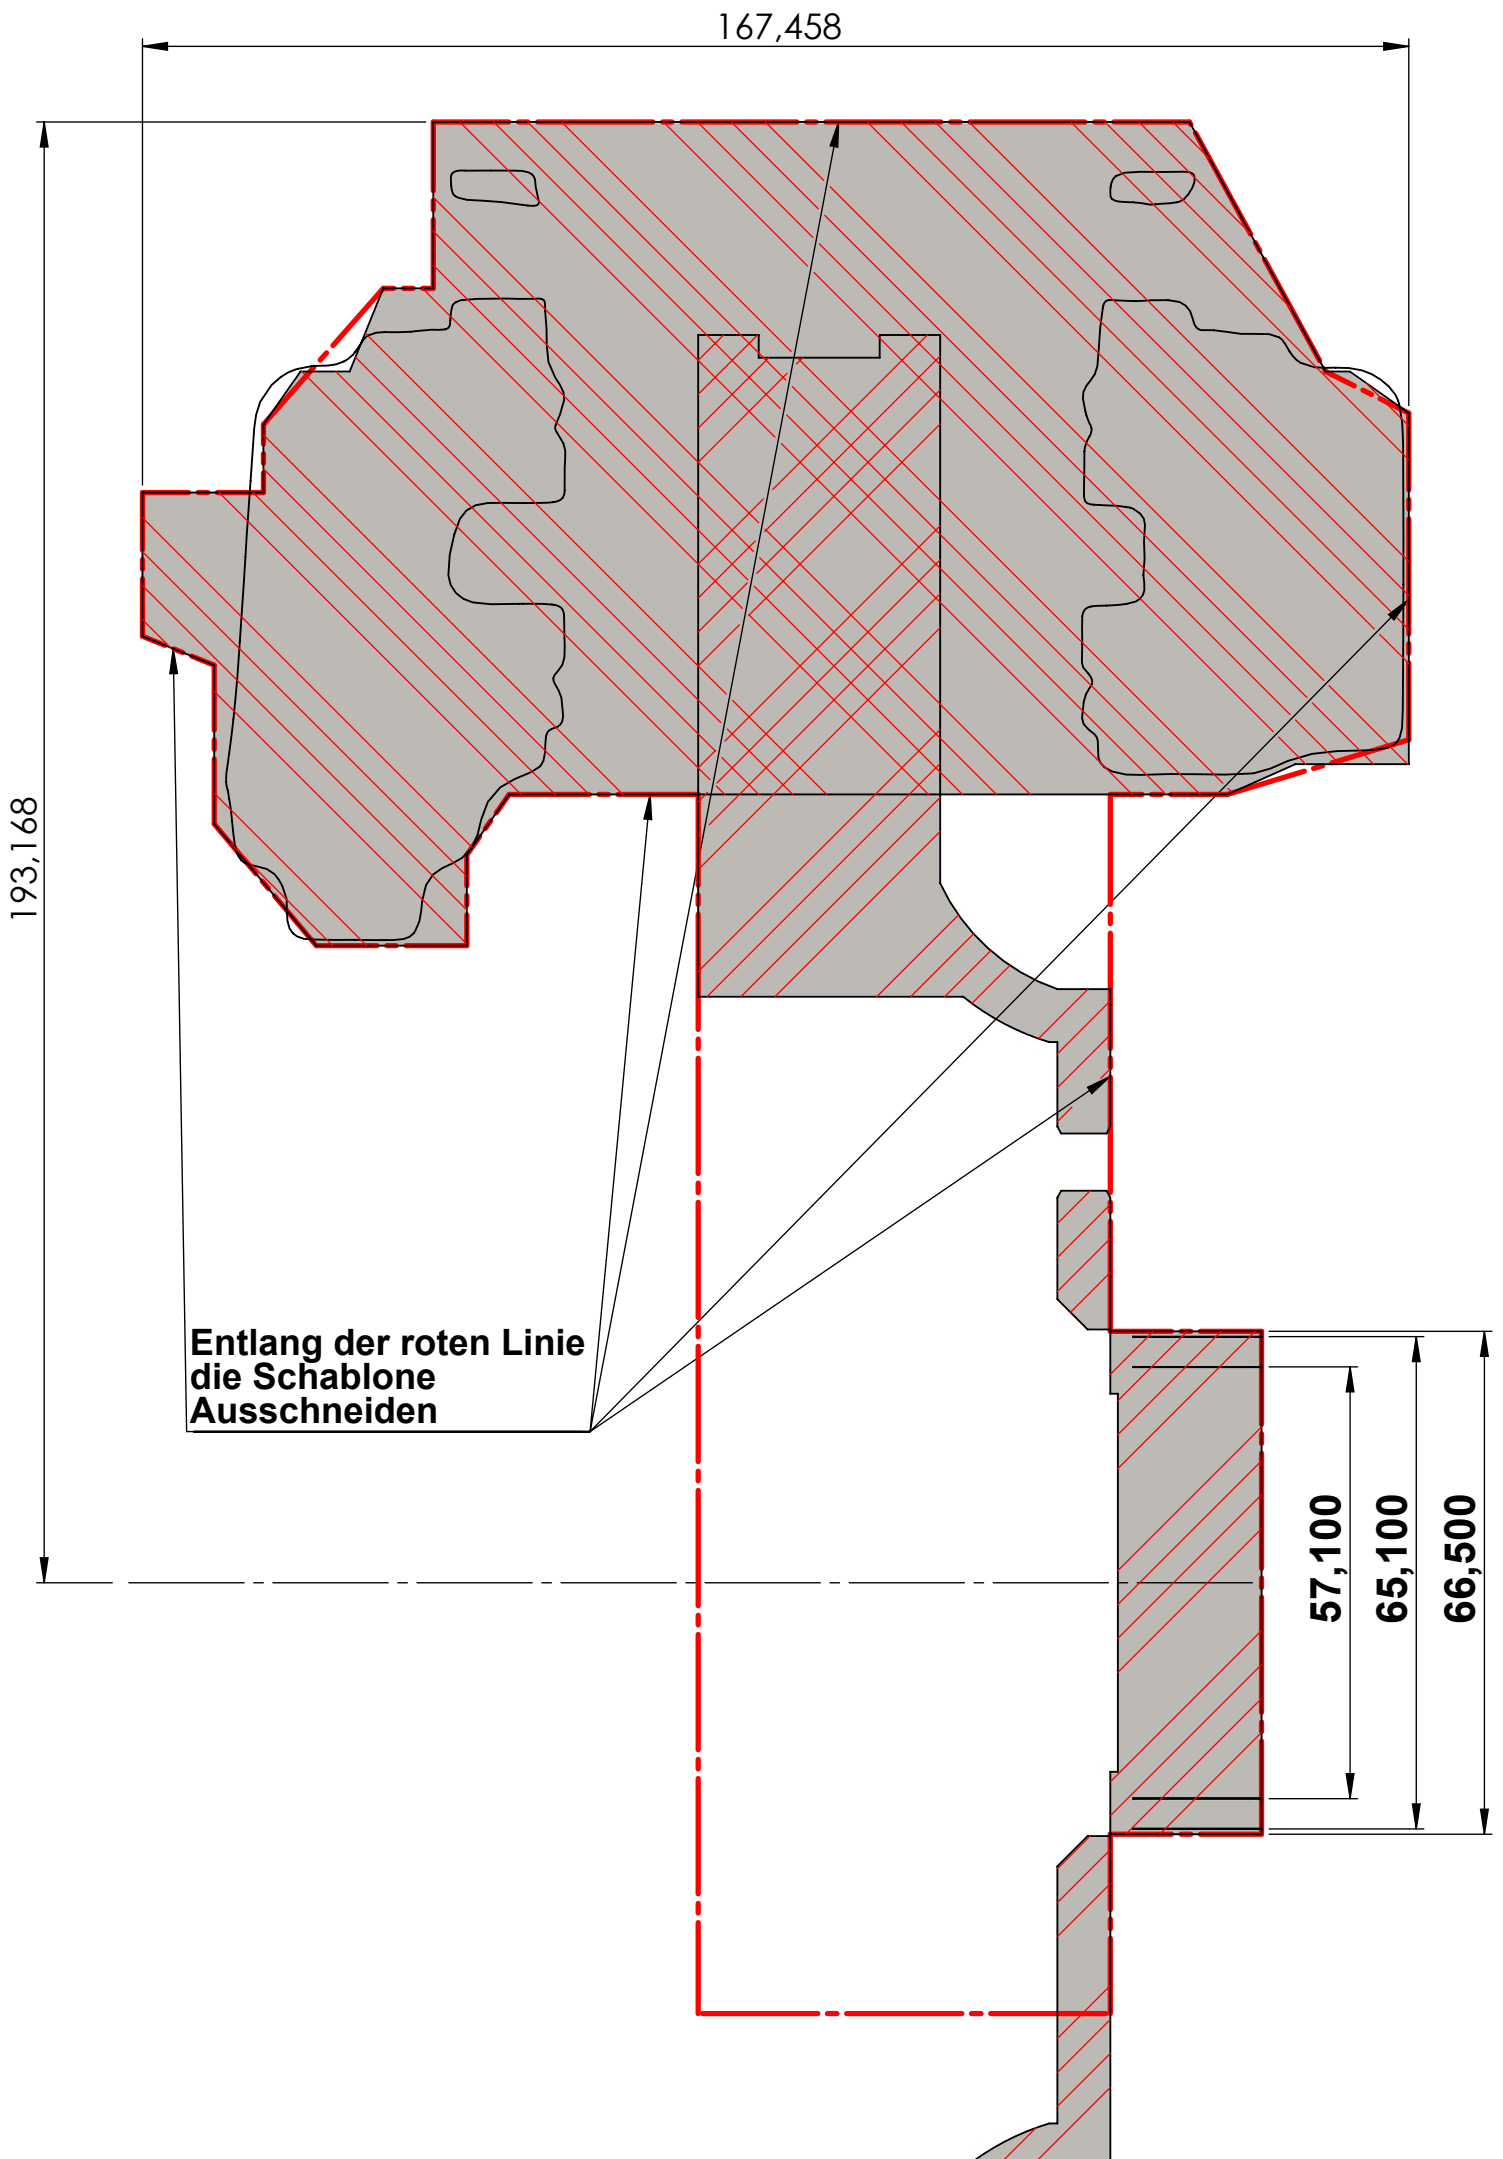 167,458
193,168
Entlang der roten Linie
die Schablone
Ausschneiden
57,100
65,100
66,500